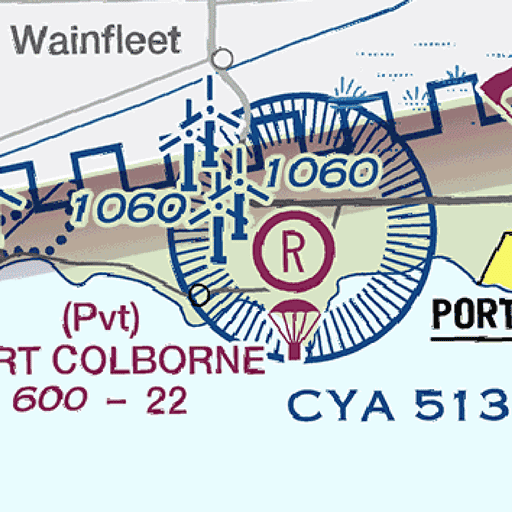 Wainfleet
1060
1060
R
(Pvt)
RT COLBORNE
PORT
600 - 22
CYA 513